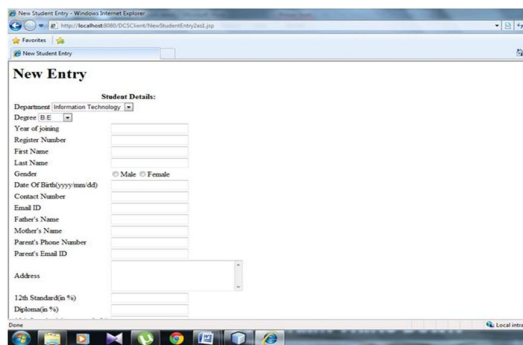 New Student Entry - Windows Internet Explorer
http://localhost:8080/DCSClient/NewStudentEntry2as1.jsp
Favorites
New Student Entry
New Entry
Student Details:
Department Information Technology
Degree B.E
Year of joining
Register Number
First Name
Last Name
Gender Male Female
Date Of Birth(yyyy/mm/dd)
Contact Number
Email ID
Father's Name
Mother's Name
Parent's Phone Number
Parent's Email ID
Address
12th Standard(in %)
Diploma(in %)
Done Local intra